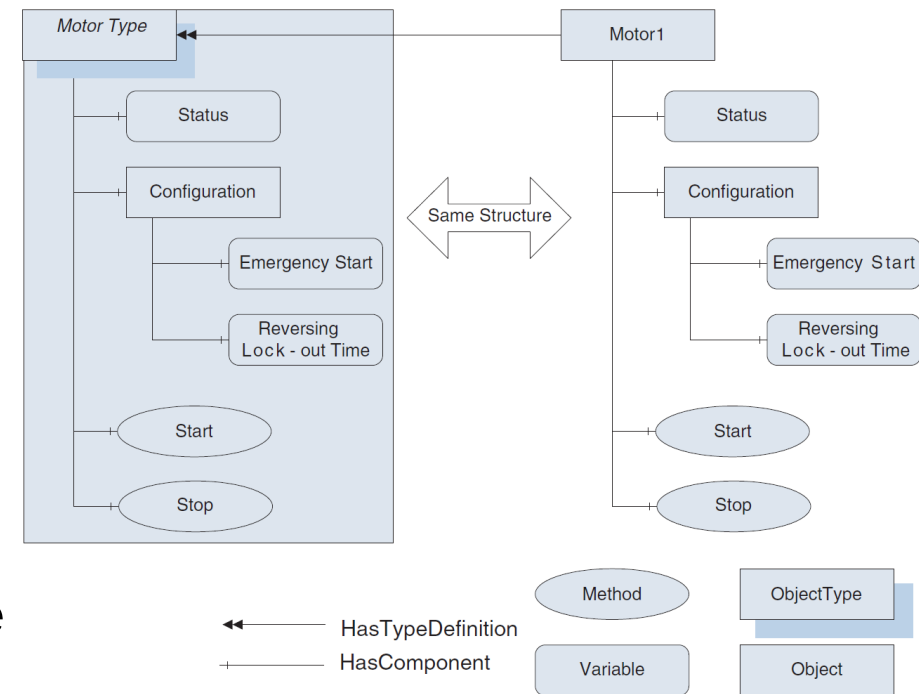 Motor Type
Motor1
Status
Status
Configuration
Configuration
Same Structure
Emergency Start
Emergency Start
Reversing
Lock - out Time
Reversing
Lock - out Time
Start
Start
Stop
Stop
e
HasTypeDefinition
HasComponent
Method
ObjectType
Variable
Object